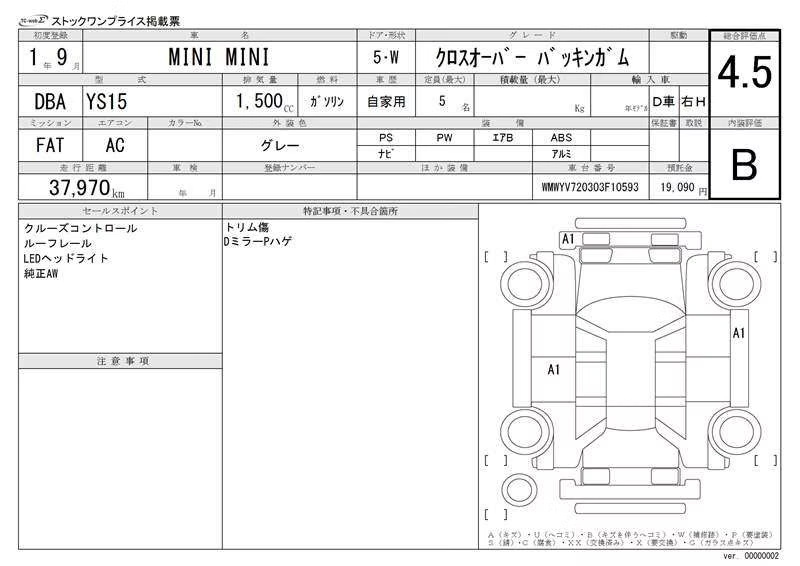 TC-webΣ ストックワンプライス掲載票
初度登録 車名 ドア・形状 グレード 駆動 総合評価点
1年 9月 MINI MINI 5・W クロスオーバー バッキンガム 4.5
型式 排気量 燃料 車歴 定員(最大) 積載量(最大) 輸入車
DBA YS15 1,500CC ガソリン 自家用 5名 Kg 年モデル D車 右H
ミッション エアコン カラーNo. 外装色 装備 保証書 取説 内装評価
FAT AC グレー PS PW エアB ABS B
ナビ アルミ
走行距離 車検 登録ナンバー ほか装備 車台番号 預託金
37,970km 年 月 WMWYV720303F10593 19,090円
セールスポイント 特記事項・不具合箇所
クルーズコントロール
ルーフレール
LEDヘッドライト
純正AW
トリム傷
DミラーPハゲ
注意事項
A1
[ ] [ ]
A1
A1
[ ] [ ]
[ ]
A(キズ)・U(ヘコミ)・B(キズを伴うヘコミ)・W(補修跡)・P(要塗装)
S(錆)・C(腐食)・XX(交換済み)・X(要交換)・G(ガラス点キズ)
ver. 00000002